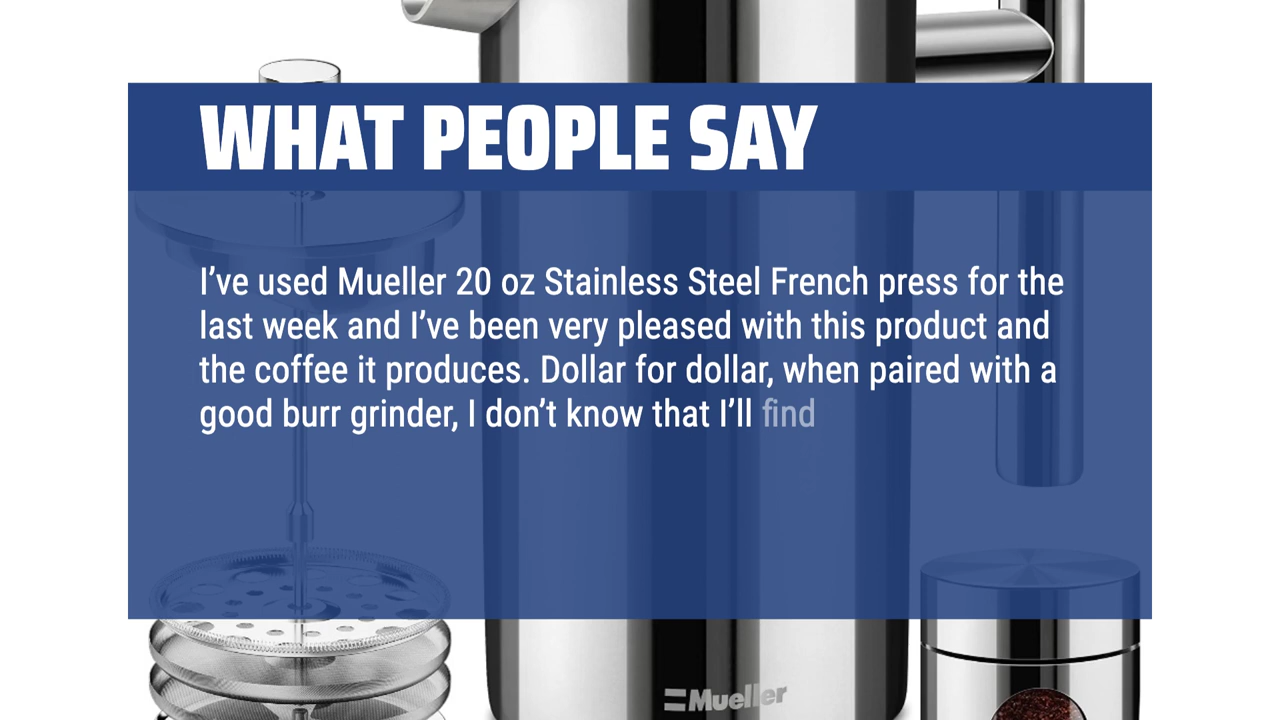 WHAT PEOPLE SAY
I’ve used Mueller 20 oz Stainless Steel French press for the
last week and I’ve been very pleased with this product and
the coffee it produces. Dollar for dollar, when paired with a
good burr grinder, I don’t know that I’ll find
Mueller